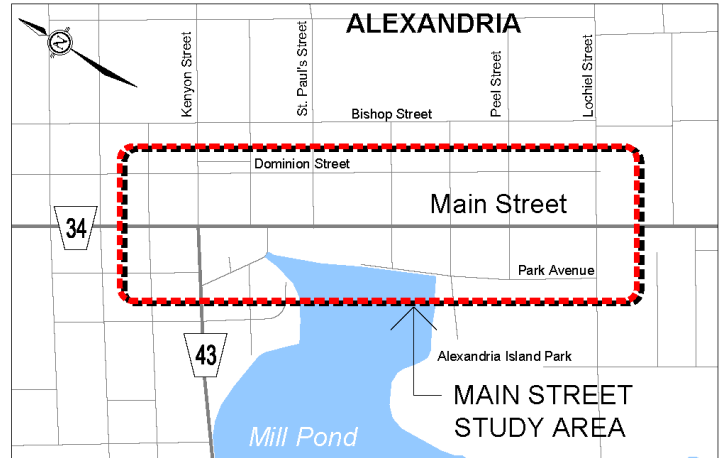 ALEXANDRIA
N
Kenyon Street
St. Paul's Street
Peel Street
Lochiel Street
Bishop Street
Dominion Street
Main Street
34
Park Avenue
43
Alexandria Island Park
MAIN STREET
STUDY AREA
Mill Pond